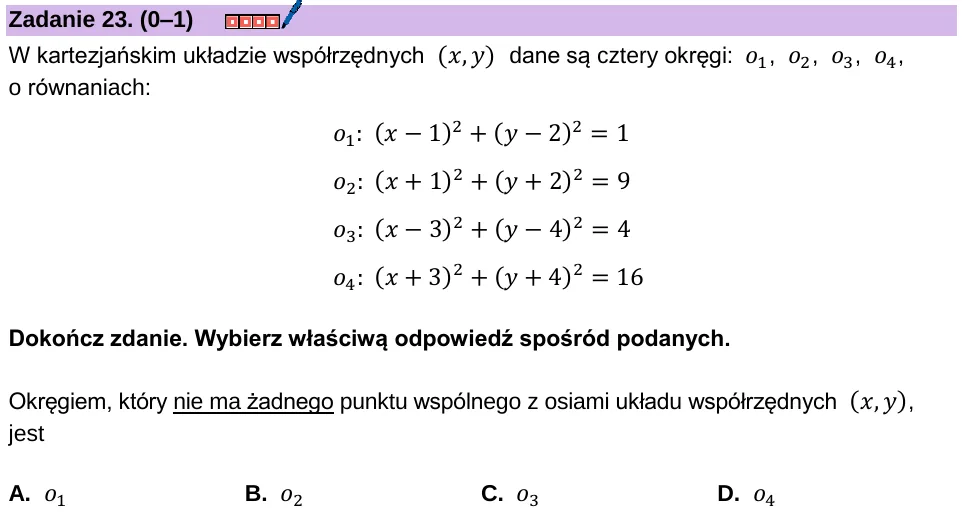 Zadanie 23. (0–1)
W kartezjańskim układzie współrzędnych (x, y) dane są cztery okręgi: o₁, o₂, o₃, o₄,
o równaniach:
o₁: (x − 1)² + (y − 2)² = 1
o₂: (x + 1)² + (y + 2)² = 9
o₃: (x − 3)² + (y − 4)² = 4
o₄: (x + 3)² + (y + 4)² = 16
Dokończ zdanie. Wybierz właściwą odpowiedź spośród podanych.
Okręgiem, który nie ma żadnego punktu wspólnego z osiami układu współrzędnych (x, y),
jest
A. o₁ B. o₂ C. o₃ D. o₄